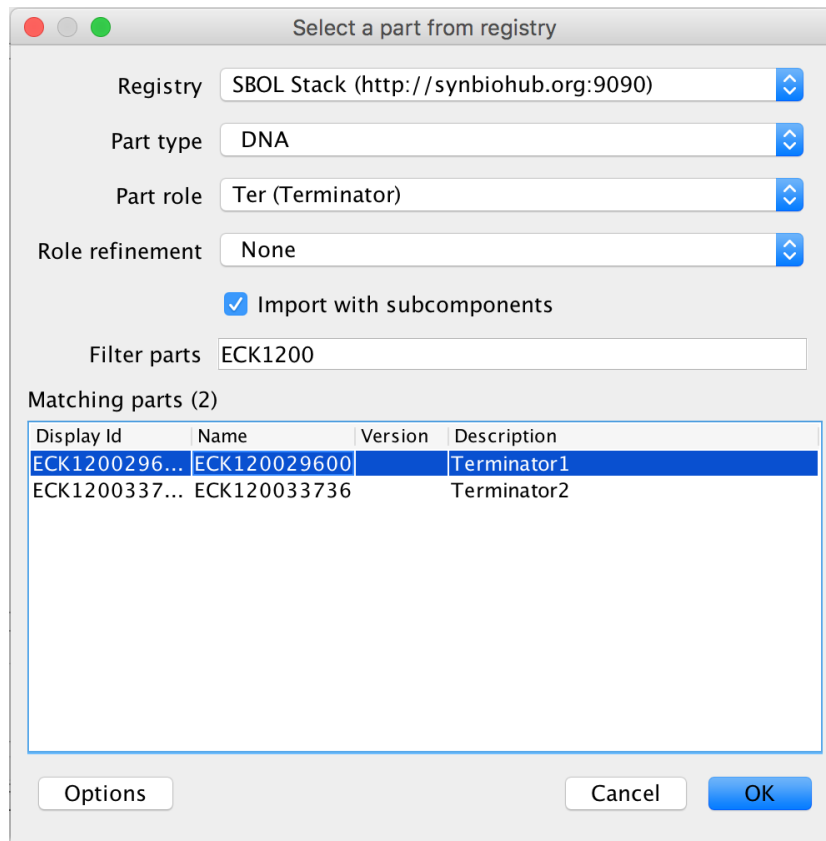 Select a part from registry
Registry SBOL Stack (http://synbiohub.org:9090)
Part type DNA
Part role Ter (Terminator)
Role refinement None
Import with subcomponents
Filter parts ECK1200
Matching parts (2)
Display Id Name Version Description
ECK1200296... ECK120029600 Terminator1
ECK1200337... ECK120033736 Terminator2
Options Cancel OK